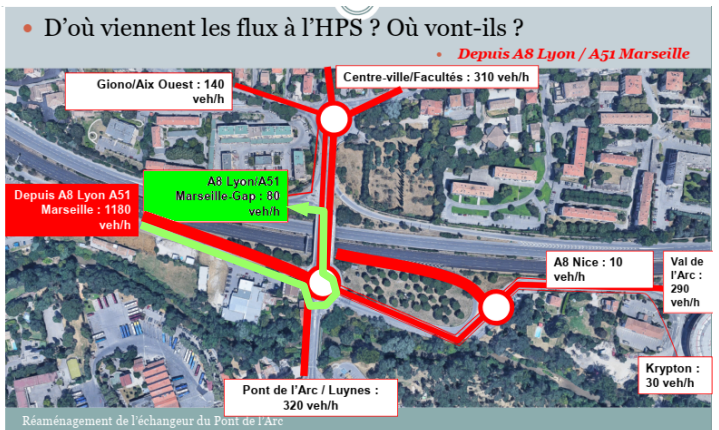 • D’où viennent les flux à l’HPS ? Où vont-ils ?
• Depuis A8 Lyon / A51 Marseille
Giono/Aix Ouest : 140
veh/h
Centre-ville/Facultés : 310 veh/h
Depuis A8 Lyon A51
Marseille : 1180
veh/h
A8 Lyon/A51
Marseille-Gap : 80
veh/h
A8 Nice : 10
veh/h
Val de
l’Arc :
290
veh/h
Krypton :
30 veh/h
Pont de l’Arc / Luynes :
320 veh/h
Réaménagement de l’échangeur du Pont de l’Arc